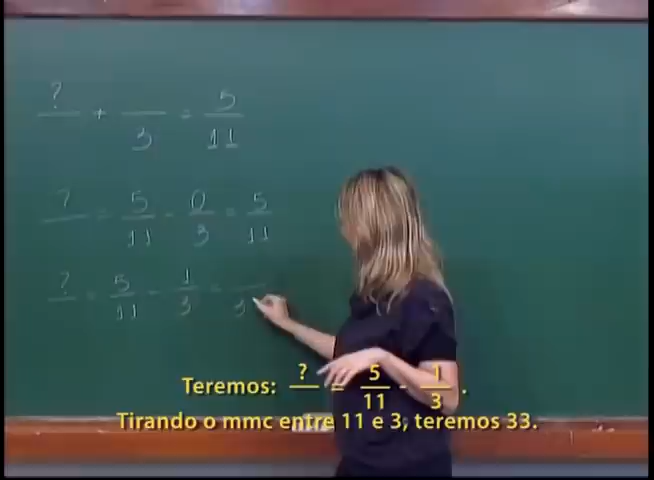 ? + /3 = 5/11
? = 5/11 - 0/3 = 5/11
? = 5/11 - 1/3 = /3
Teremos: ? = 5/11 - 1/3 .
Tirando o mmc entre 11 e 3, teremos 33.